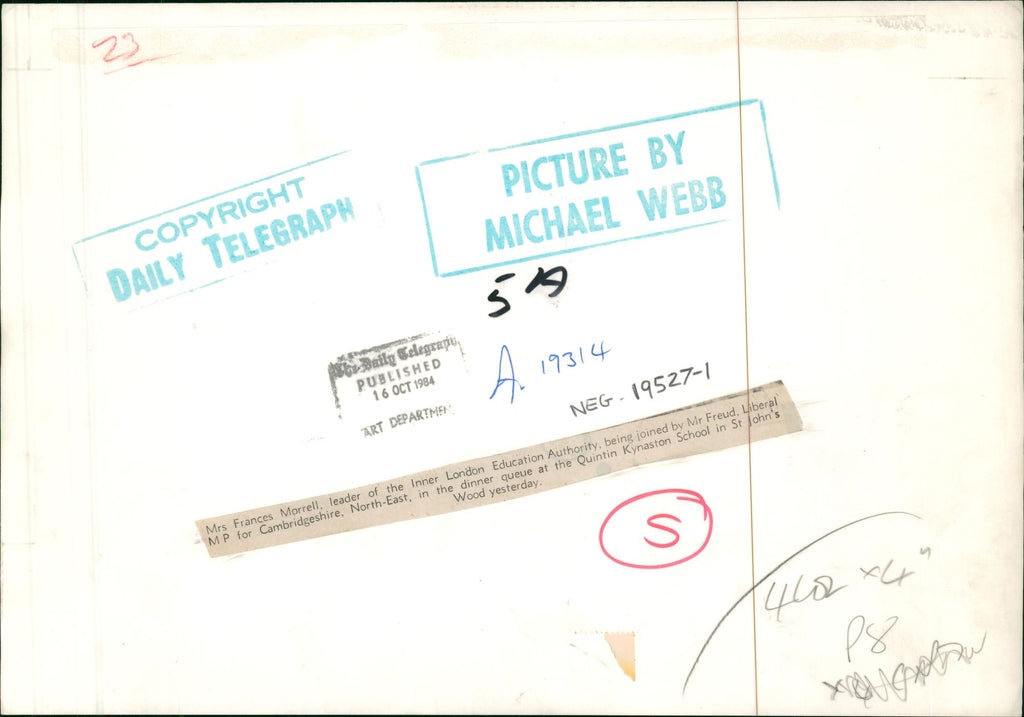 23
COPYRIGHT
DAILY TELEGRAPH
PICTURE BY
MICHAEL WEBB
5A
The Daily Telegraph
PUBLISHED
16 OCT 1984
ART DEPARTMEN
A. 19314
NEG - 19527-1
Mrs Frances Morrell, leader of the Inner London Education Authority, being joined by Mr Freud, Liberal
M P for Cambridgeshire, North-East, in the dinner queue at the Quintin Kynaston School in St John's
Wood yesterday.
S
x 4"
P8